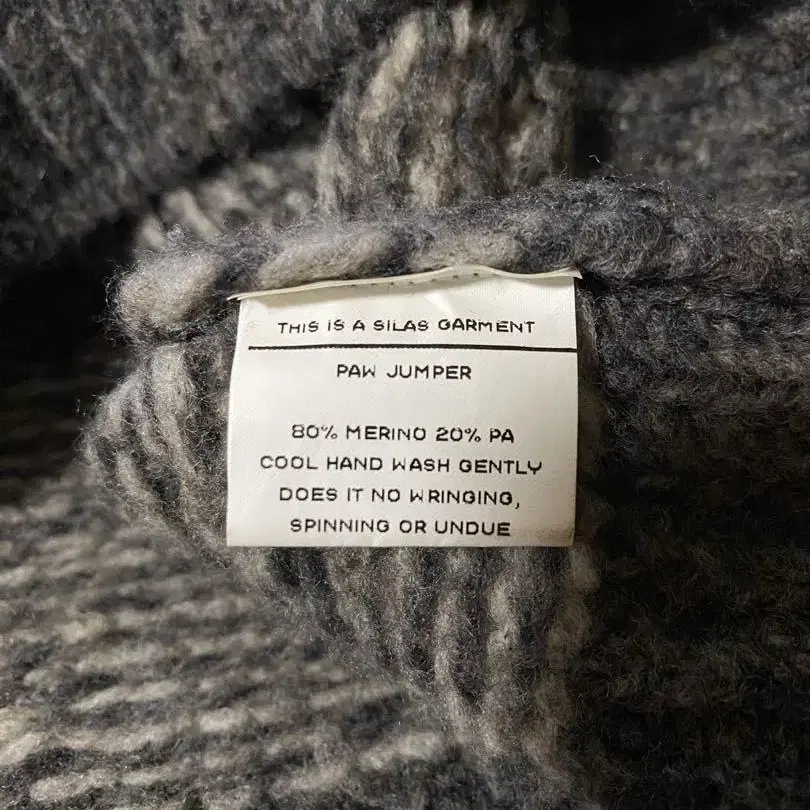 THIS IS A SILAS GARMENT
PAW JUMPER
80% MERINO 20% PA
COOL HAND WASH GENTLY
DOES IT NO WRINGING,
SPINNING OR UNDUE